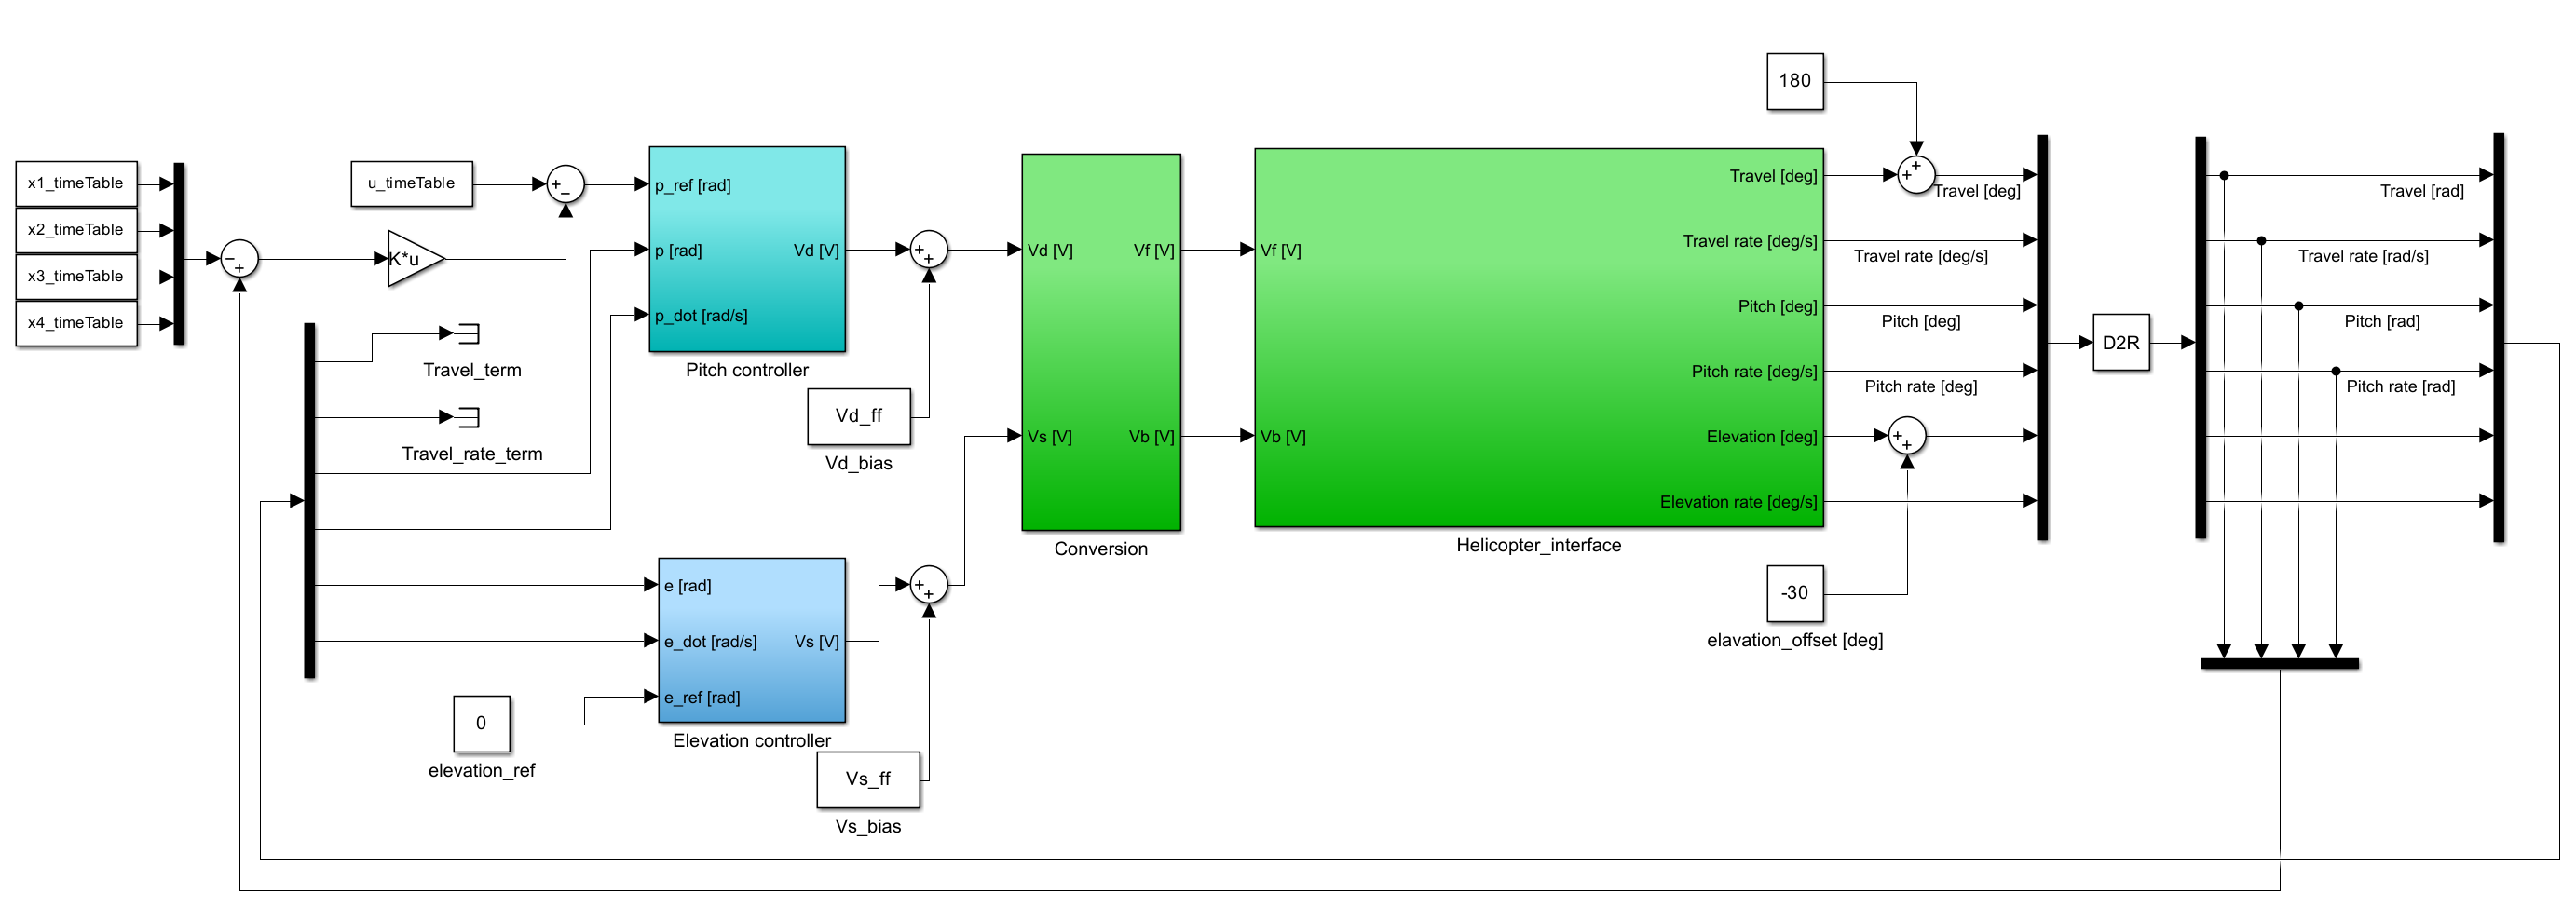 180
x1_timeTable
x2_timeTable
x3_timeTable
x4_timeTable
−
+
K*u
u_timeTable
+
−
p_ref [rad]
p [rad]
p_dot [rad/s]
Vd [V]
Pitch controller
Travel_term
Travel_rate_term
+
+
Vd_ff
Vd_bias
e [rad]
e_dot [rad/s]
e_ref [rad]
Vs [V]
Elevation controller
0
elevation_ref
+
+
Vs_ff
Vs_bias
Vd [V]
Vs [V]
Vf [V]
Vb [V]
Conversion
Vf [V]
Vb [V]
Travel [deg]
Travel rate [deg/s]
Pitch [deg]
Pitch rate [deg/s]
Elevation [deg]
Elevation rate [deg/s]
Helicopter_interface
+
+
Travel [deg]
Travel rate [deg/s]
Pitch [deg]
Pitch rate [deg]
+
+
-30
elavation_offset [deg]
D2R
Travel [rad]
Travel rate [rad/s]
Pitch [rad]
Pitch rate [rad]